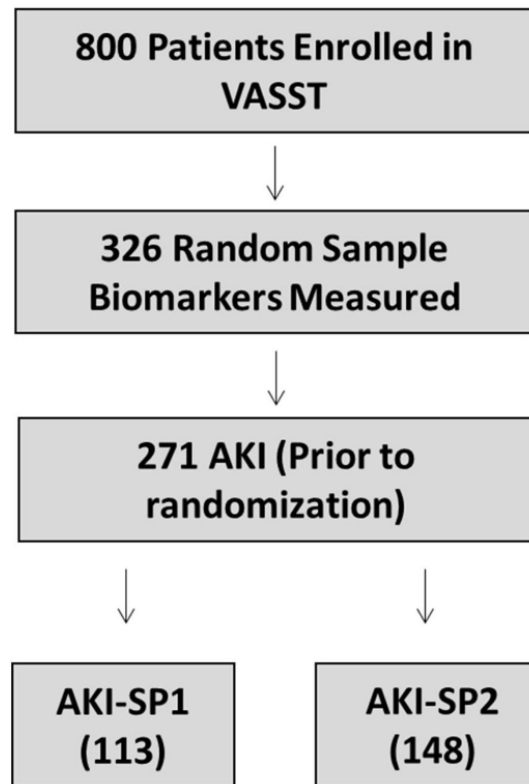 800 Patients Enrolled in
VASST
326 Random Sample
Biomarkers Measured
271 AKI (Prior to
randomization)
AKI-SP1
(113)
AKI-SP2
(148)